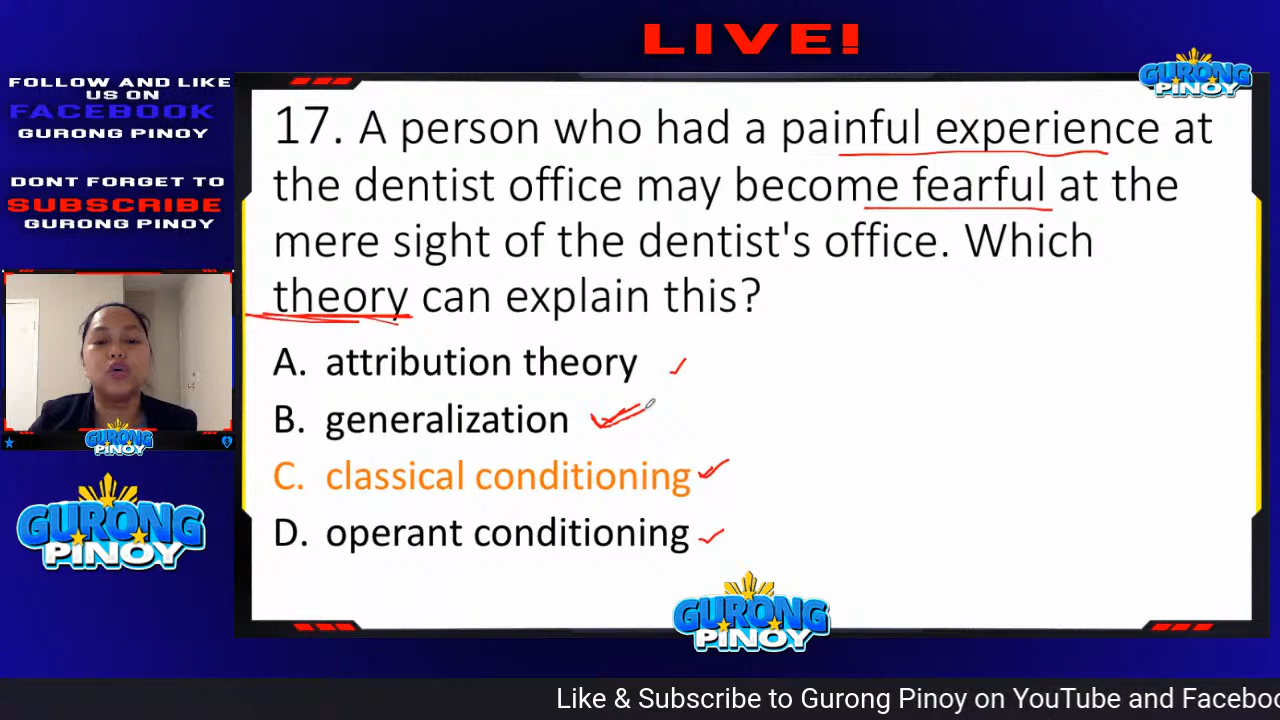 LIVE!
FOLLOW AND LIKE
US ON
FACEBOOK
GURONG PINOY
DONT FORGET TO
SUBSCRIBE
GURONG PINOY
GURONG
PINOY
17. A person who had a painful experience at
the dentist office may become fearful at the
mere sight of the dentist's office. Which
theory can explain this?
A. attribution theory
B. generalization
C. classical conditioning
D. operant conditioning
GURONG
PINOY
GURONG
PINOY
GURONG
PINOY
Like & Subscribe to Gurong Pinoy on YouTube and Facebo